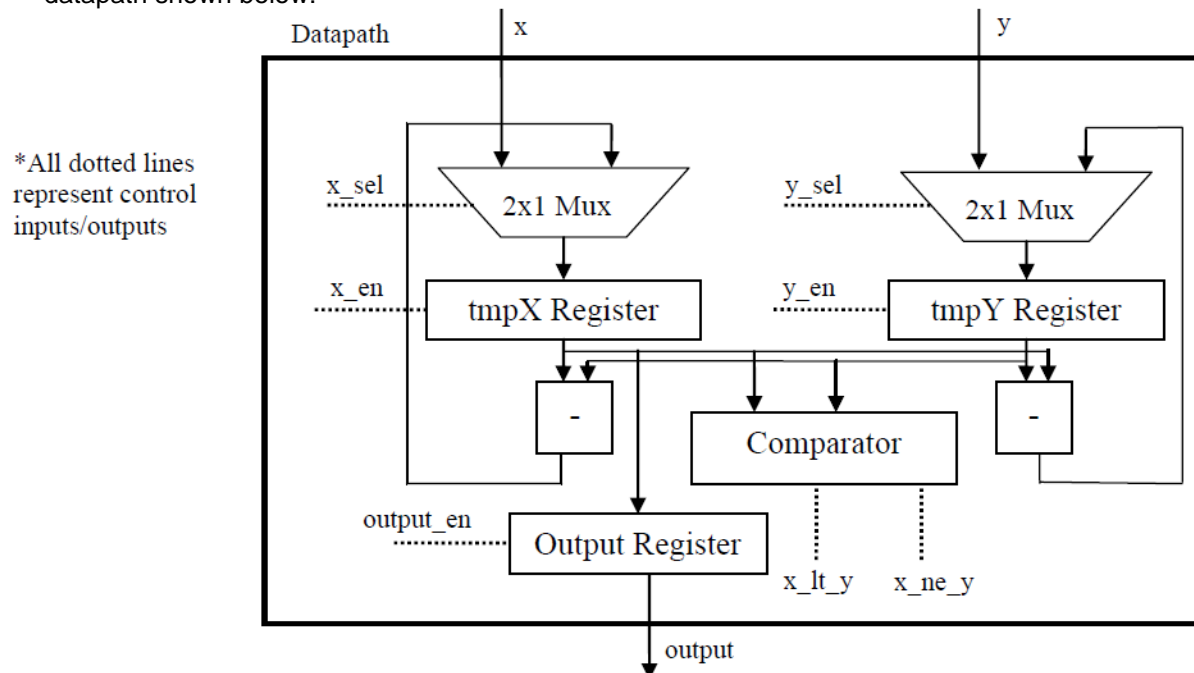 datapath shown below.
Datapath
x
y
*All dotted lines
represent control
inputs/outputs
x_sel
2x1 Mux
y_sel
2x1 Mux
x_en
tmpX Register
y_en
tmpY Register
-
Comparator
-
output_en
Output Register
x_lt_y
x_ne_y
output